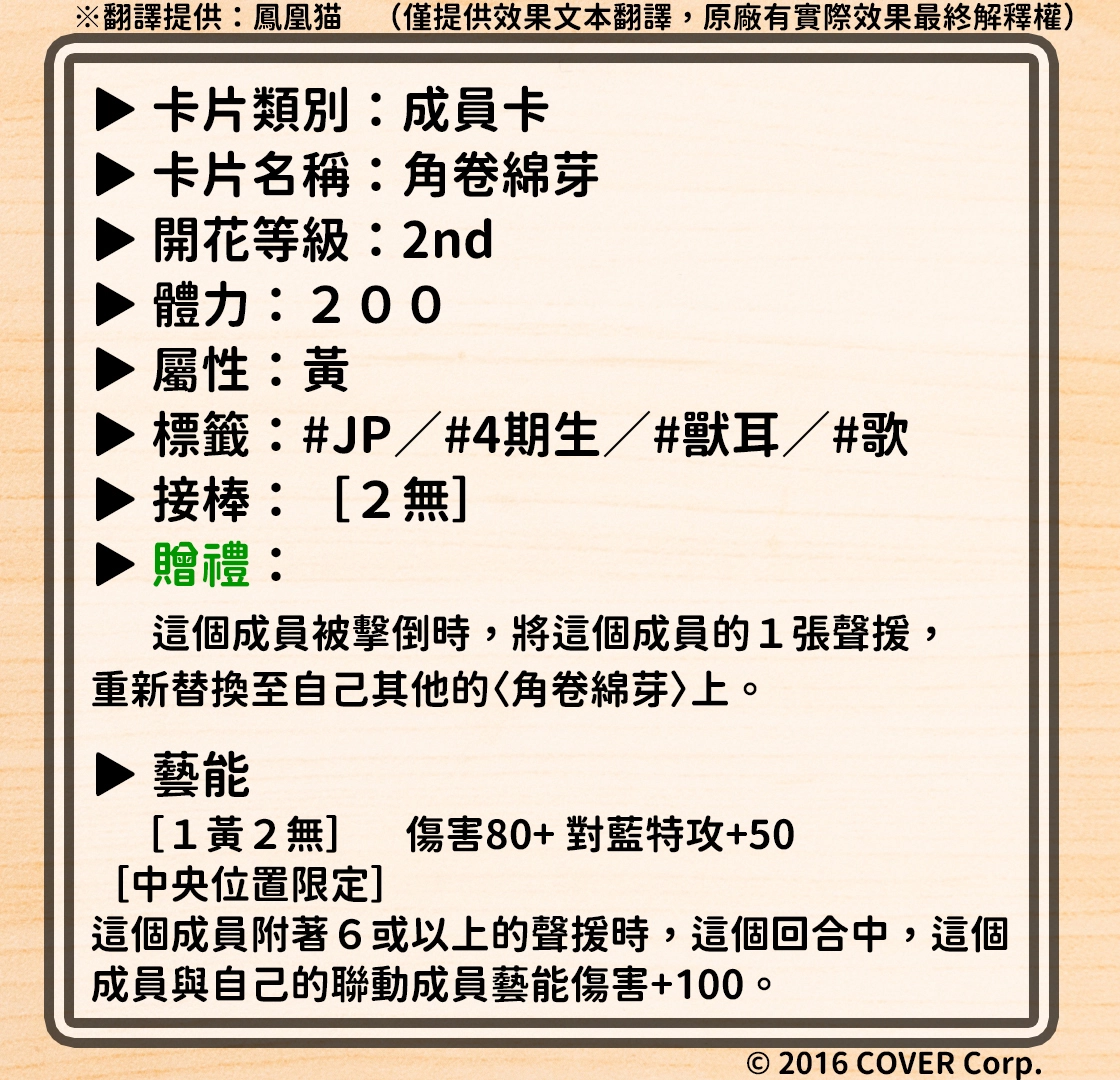 ※翻譯提供：鳳凰猫　（僅提供效果文本翻譯，原廠有實際效果最終解釋權）
▶ 卡片類別：成員卡
▶ 卡片名稱：角卷綿芽
▶ 開花等級：2nd
▶ 體力：２００
▶ 屬性：黃
▶ 標籤：#JP／#4期生／#獸耳／#歌
▶ 接棒：［２無］
▶ 贈禮：
這個成員被擊倒時，將這個成員的１張聲援，
重新替換至自己其他的〈角卷綿芽〉上。
▶ 藝能
［１黃２無］　傷害80+ 對藍特攻+50
［中央位置限定］
這個成員附著６或以上的聲援時，這個回合中，這個
成員與自己的聯動成員藝能傷害+100。
© 2016 COVER Corp.